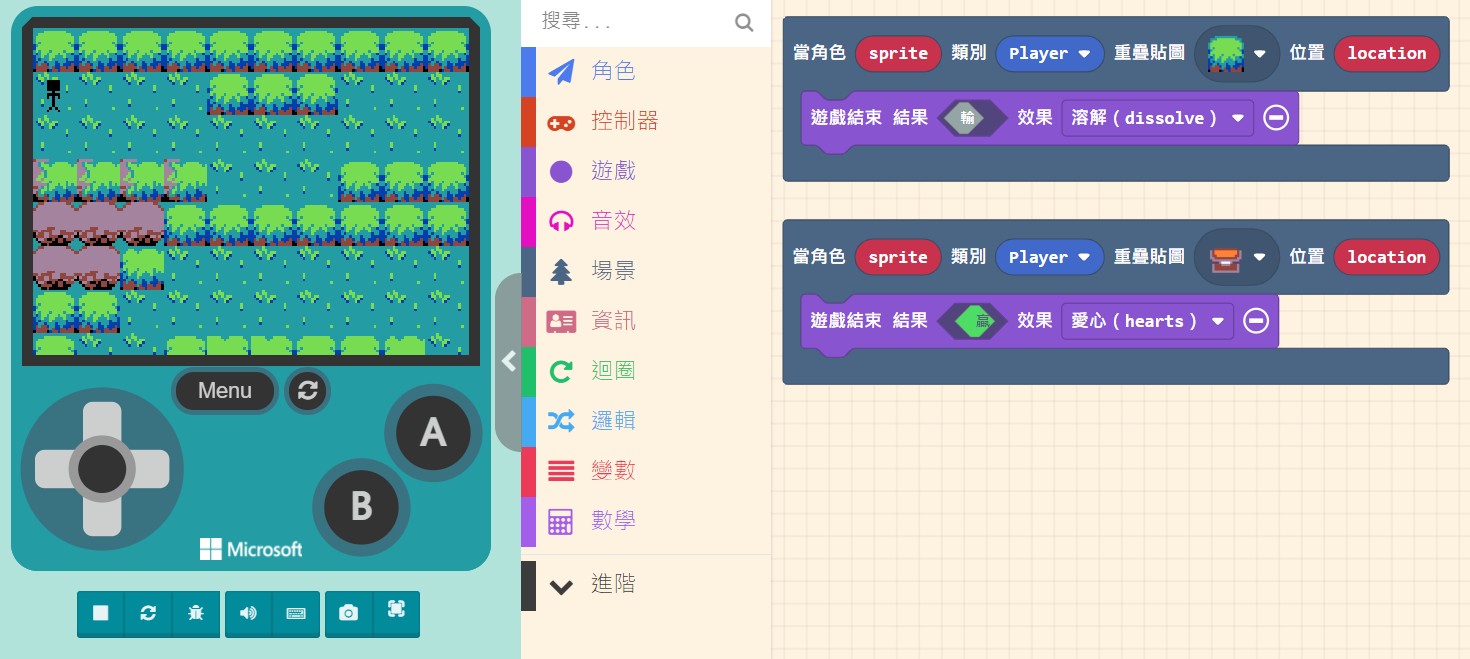 搜尋...
角色
控制器
遊戲
音效
場景
資訊
迴圈
邏輯
變數
數學
進階
Menu
A
B
Microsoft
當角色 sprite 類別 Player 重疊貼圖 位置 location
遊戲結束 結果 輸 效果 溶解（dissolve）
當角色 sprite 類別 Player 重疊貼圖 位置 location
遊戲結束 結果 贏 效果 愛心（hearts）